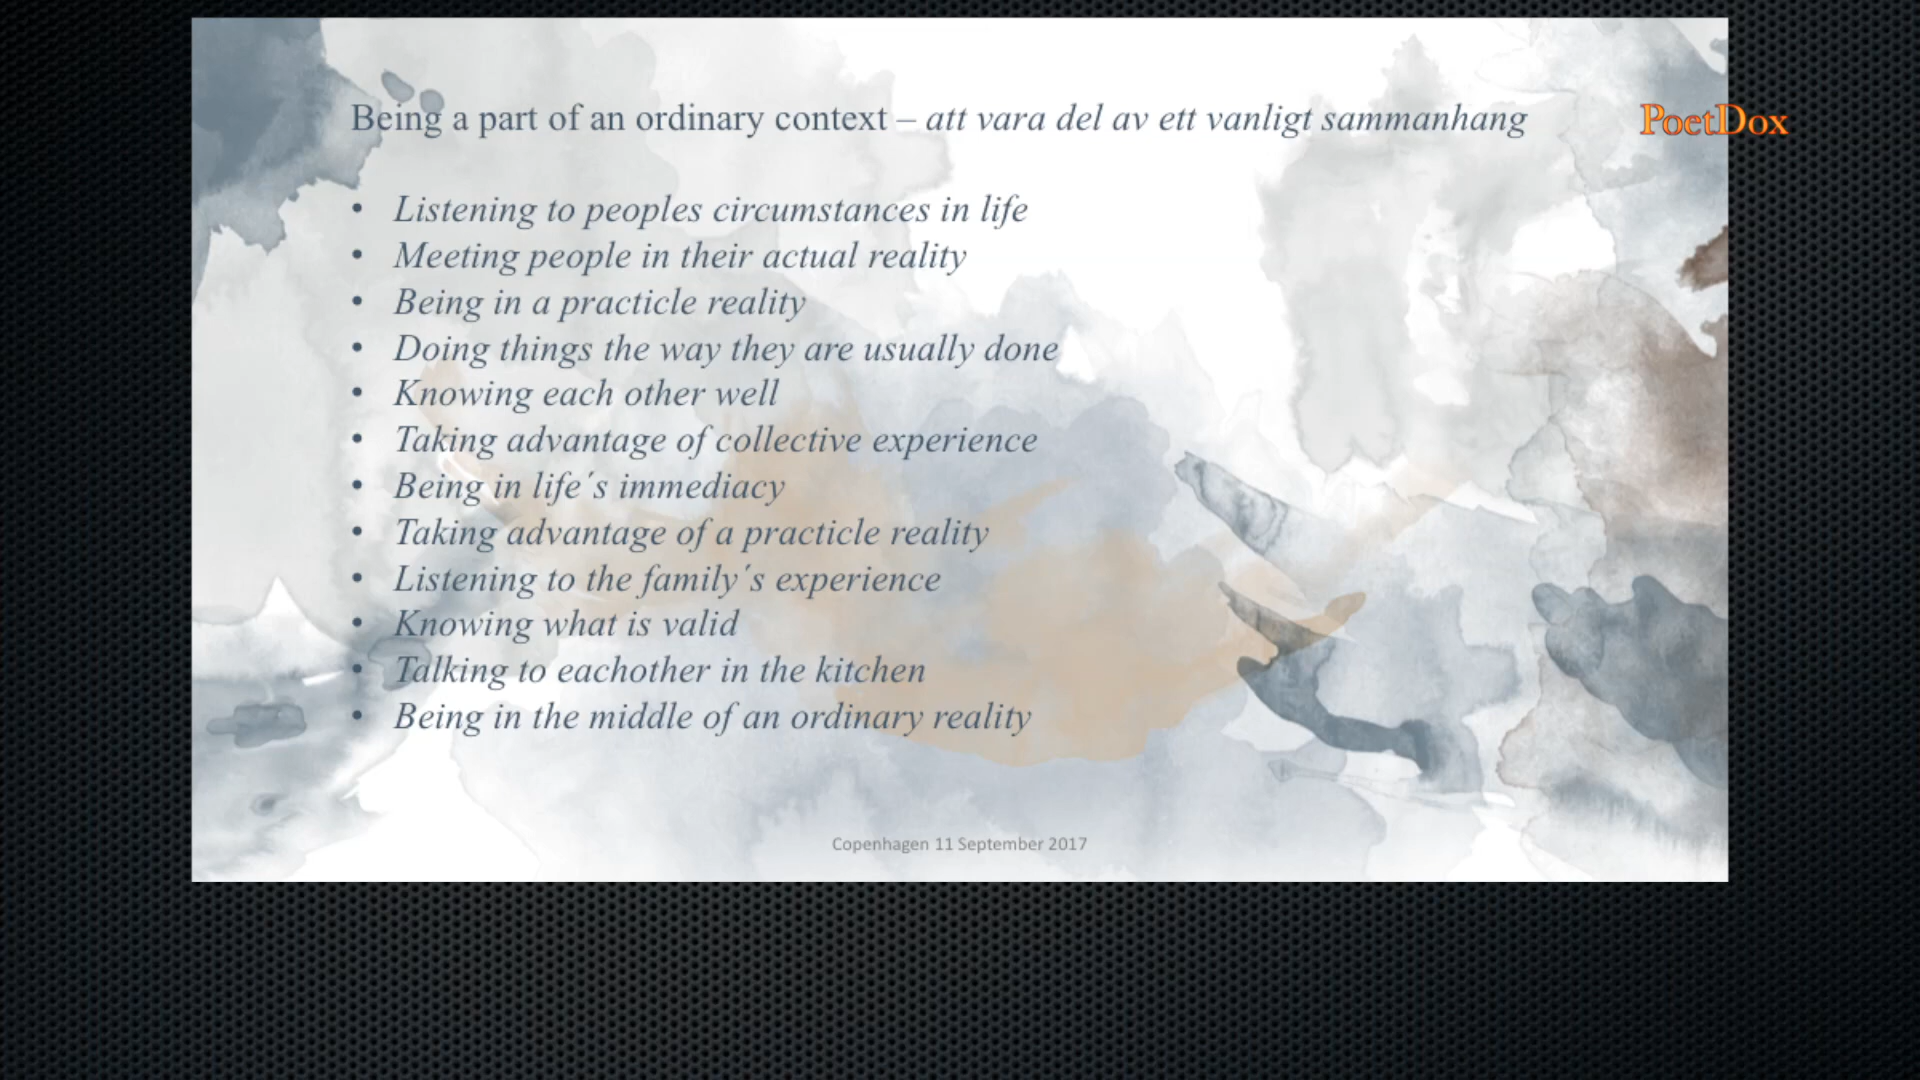 Being a part of an ordinary context – att vara del av ett vanligt sammanhang
PoetDox
• Listening to peoples circumstances in life
• Meeting people in their actual reality
• Being in a practicle reality
• Doing things the way they are usually done
• Knowing each other well
• Taking advantage of collective experience
• Being in life´s immediacy
• Taking advantage of a practicle reality
• Listening to the family´s experience
• Knowing what is valid
• Talking to eachother in the kitchen
• Being in the middle of an ordinary reality
Copenhagen 11 September 2017